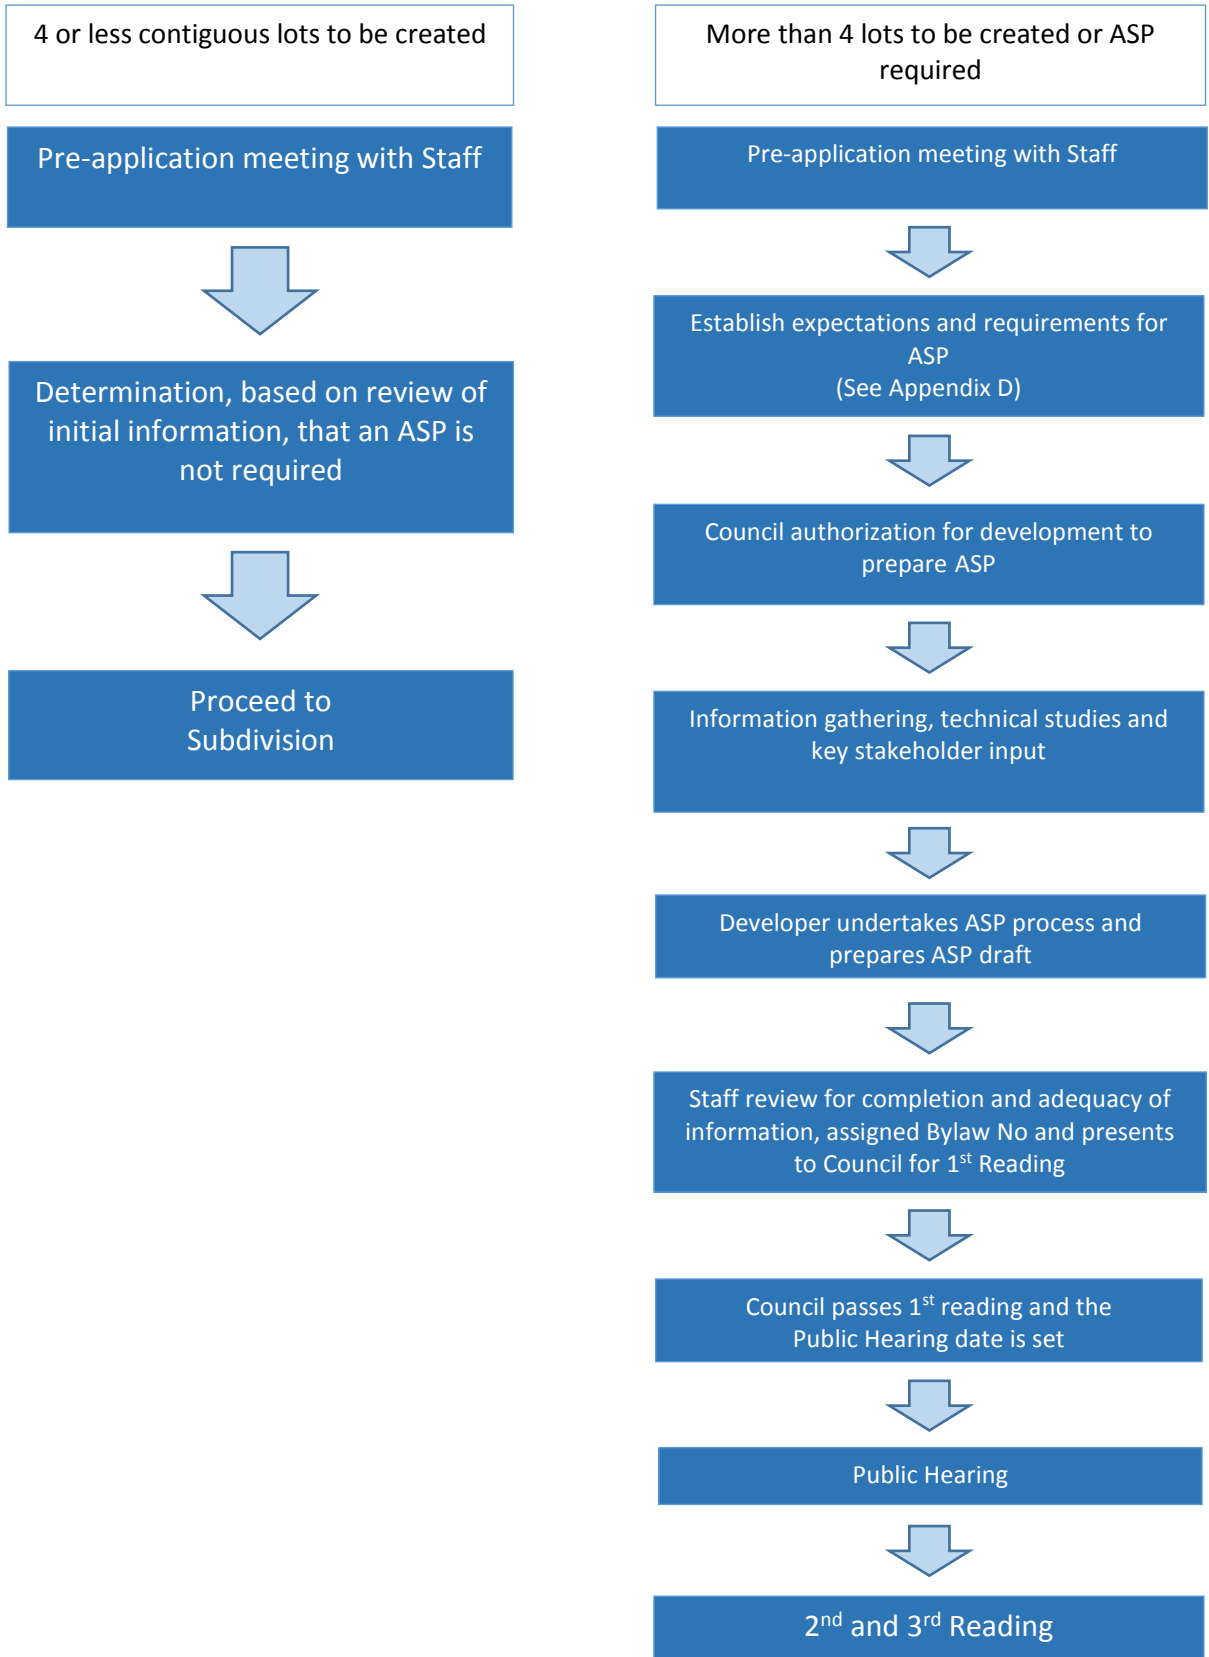 4 or less contiguous lots to be created
Pre-application meeting with Staff
Determination, based on review of
initial information, that an ASP is
not required
Proceed to
Subdivision
More than 4 lots to be created or ASP
required
Pre-application meeting with Staff
Establish expectations and requirements for
ASP
(See Appendix D)
Council authorization for development to
prepare ASP
Information gathering, technical studies and
key stakeholder input
Developer undertakes ASP process and
prepares ASP draft
Staff review for completion and adequacy of
information, assigned Bylaw No and presents
to Council for 1st Reading
Council passes 1st reading and the
Public Hearing date is set
Public Hearing
2nd and 3rd Reading